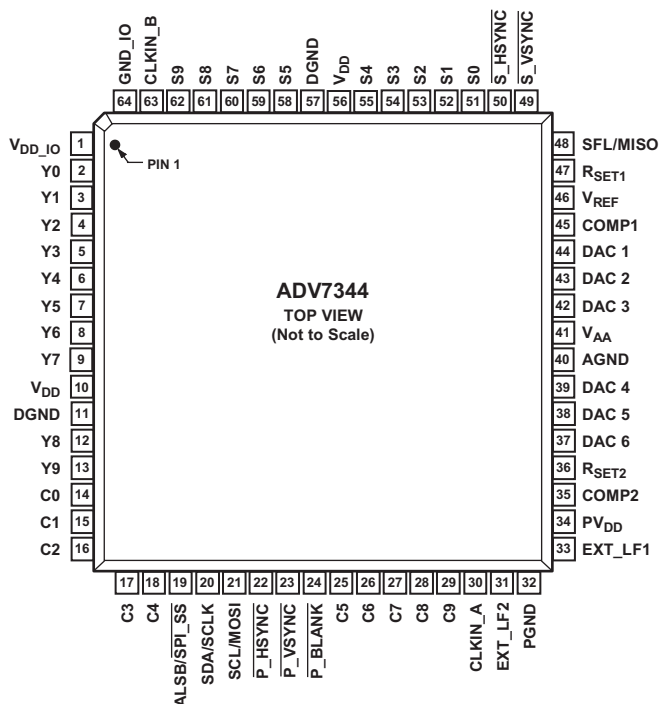 GND_IO CLKIN_B S9 S8 S7 S6 S5 DGND VDD S4 S3 S2 S1 S0 S_HSYNC S_VSYNC
64 63 62 61 60 59 58 57 56 55 54 53 52 51 50 49
VDD_IO 1
Y0 2
Y1 3
Y2 4
Y3 5
Y4 6
Y5 7
Y6 8
Y7 9
VDD 10
DGND 11
Y8 12
Y9 13
C0 14
C1 15
C2 16
PIN 1
ADV7344
TOP VIEW
(Not to Scale)
48 SFL/MISO
47 RSET1
46 VREF
45 COMP1
44 DAC 1
43 DAC 2
42 DAC 3
41 VAA
40 AGND
39 DAC 4
38 DAC 5
37 DAC 6
36 RSET2
35 COMP2
34 PVDD
33 EXT_LF1
17 18 19 20 21 22 23 24 25 26 27 28 29 30 31 32
C3 C4 ALSB/SPI_SS SDA/SCLK SCL/MOSI P_HSYNC P_VSYNC P_BLANK C5 C6 C7 C8 C9 CLKIN_A EXT_LF2 PGND